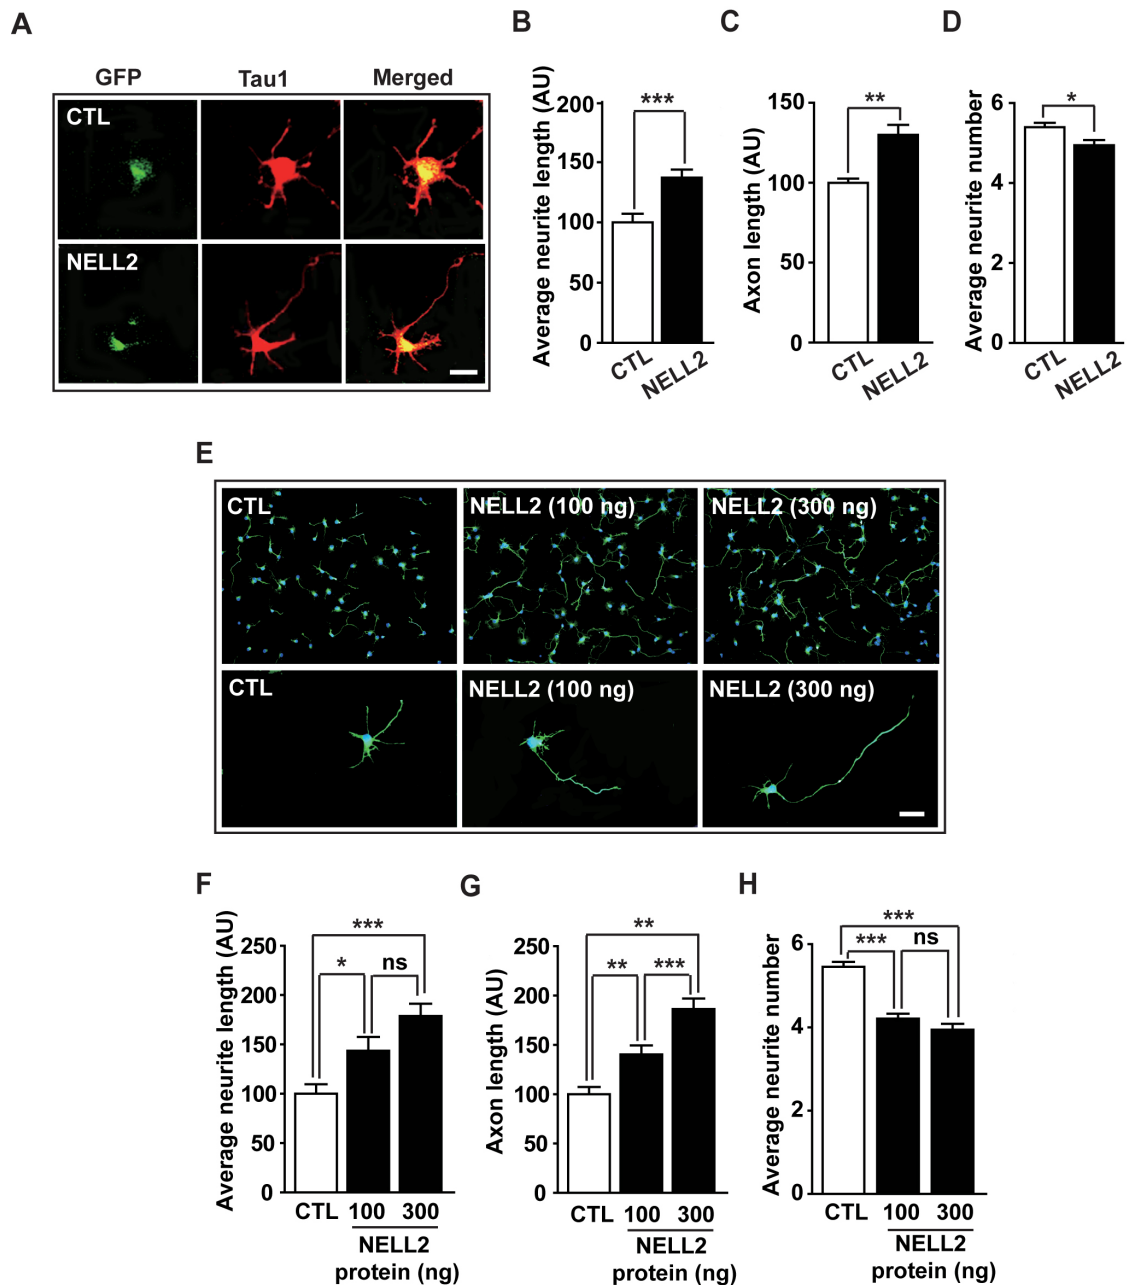 A
GFP
Tau1
Merged
CTL
NELL2
B
Average neurite length (AU)
200
150
100
50
0
***
CTL
NELL2
C
Axon length (AU)
150
100
50
0
**
CTL
NELL2
D
Average neurite number
6
4
2
0
*
CTL
NELL2
E
CTL
NELL2 (100 ng)
NELL2 (300 ng)
CTL
NELL2 (100 ng)
NELL2 (300 ng)
F
Average neurite length (AU)
250
200
150
100
50
0
***
*
ns
CTL 100 300
NELL2
protein (ng)
G
Axon length (AU)
250
200
150
100
50
0
**
**
***
CTL 100 300
NELL2
protein (ng)
H
Average neurite number
6
4
2
0
***
***
ns
CTL 100 300
NELL2
protein (ng)